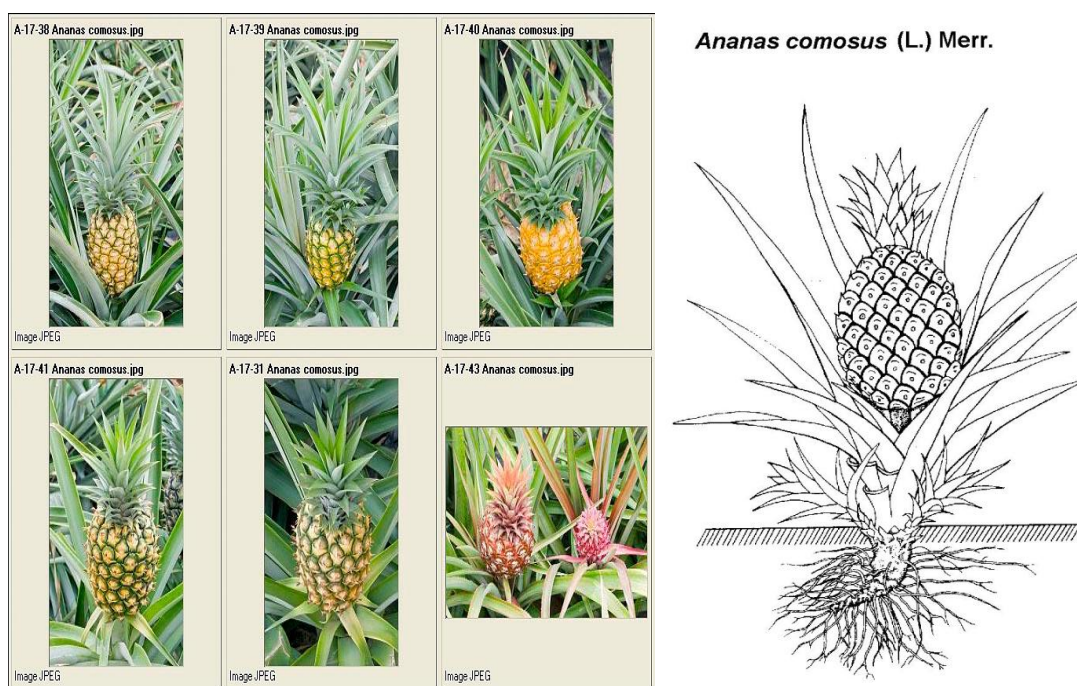 A-17-38 Ananas comosus.jpg
A-17-39 Ananas comosus.jpg
A-17-40 Ananas comosus.jpg
Image JPEG
Image JPEG
Image JPEG
A-17-41 Ananas comosus.jpg
A-17-31 Ananas comosus.jpg
A-17-43 Ananas comosus.jpg
Image JPEG
Image JPEG
Image JPEG
Ananas comosus (L.) Merr.